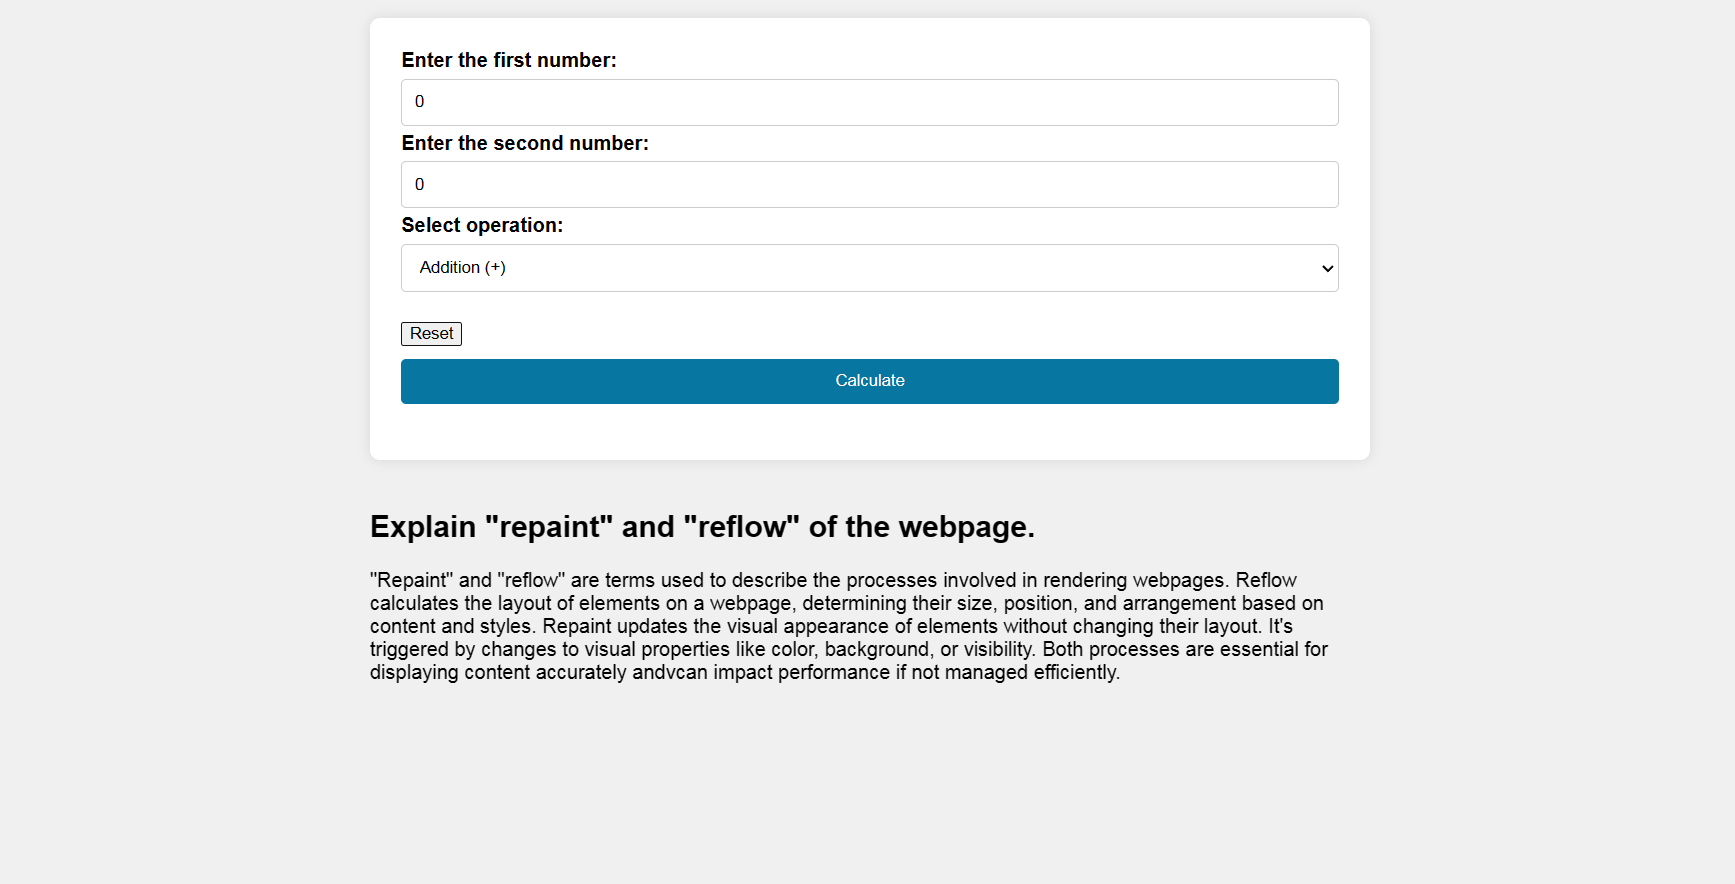 Enter the first number:
0
Enter the second number:
0
Select operation:
Addition (+)
Reset
Calculate
Explain "repaint" and "reflow" of the webpage.
"Repaint" and "reflow" are terms used to describe the processes involved in rendering webpages. Reflow
calculates the layout of elements on a webpage, determining their size, position, and arrangement based on
content and styles. Repaint updates the visual appearance of elements without changing their layout. It's
triggered by changes to visual properties like color, background, or visibility. Both processes are essential for
displaying content accurately andvcan impact performance if not managed efficiently.